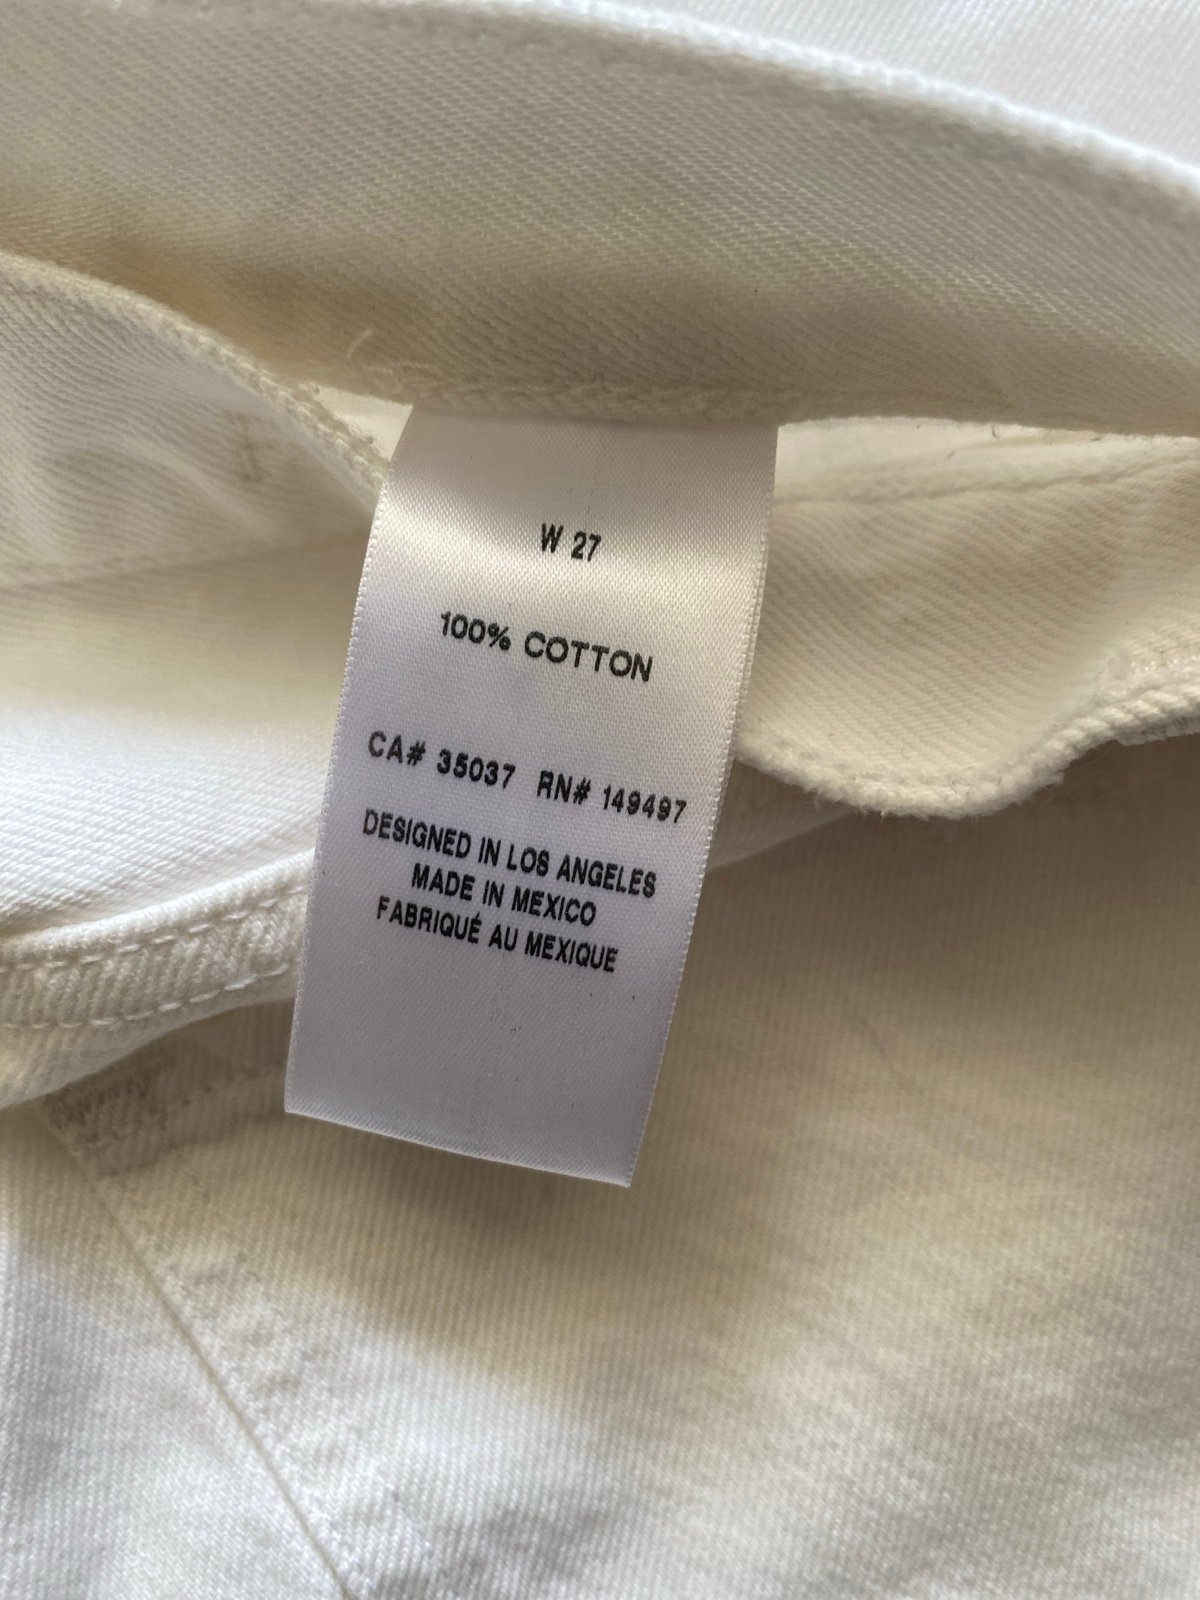 W 27
100% COTTON
CA# 35037 RN# 149497
DESIGNED IN LOS ANGELES
MADE IN MEXICO
FABRIQUÉ AU MEXIQUE